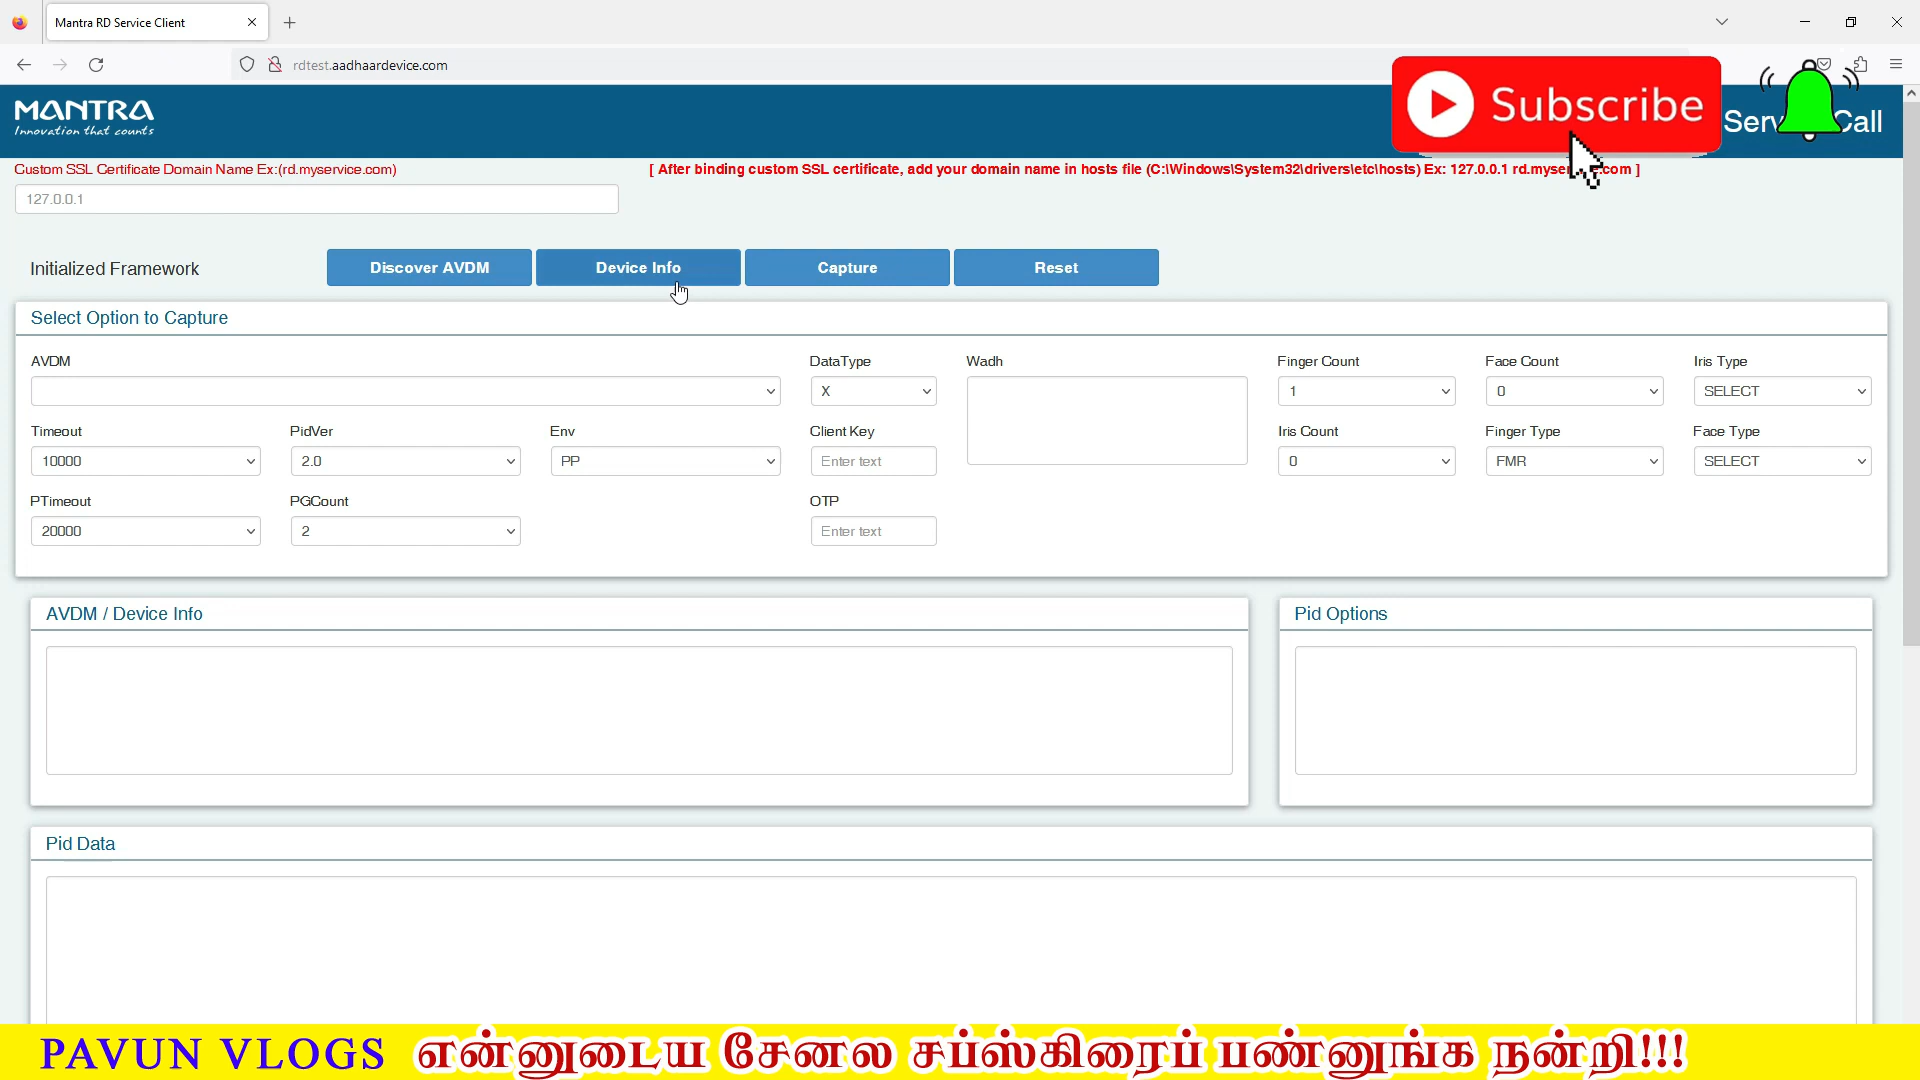 Mantra RD Service Client
rdtest.aadhaardevice.com
MANTRA
Innovation that counts
Subscribe
Call
Custom SSL Certificate Domain Name Ex:(rd.myservice.com)
[ After binding custom SSL certificate, add your domain name in hosts file (C:\Windows\System32\drivers\etc\hosts) Ex: 127.0.0.1 rd.myservice.com ]
127.0.0.1
Initialized Framework
Discover AVDM
Device Info
Capture
Reset
Select Option to Capture
AVDM
DataType
Wadh
Finger Count
Face Count
Iris Type
X
1
0
SELECT
Timeout
PidVer
Env
Client Key
Iris Count
Finger Type
Face Type
10000
2.0
PP
Enter text
0
FMR
SELECT
PTimeout
PGCount
OTP
20000
2
Enter text
AVDM / Device Info
Pid Options
Pid Data
PAVUN VLOGS என்னுடைய சேனல சப்ஸ்கிரைப் பண்னுங்க நன்றி!!!